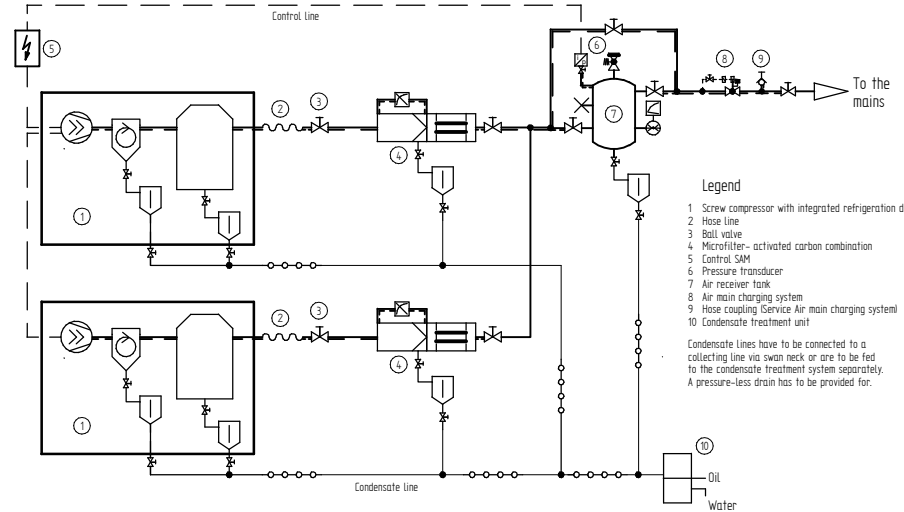 Control line
5
6
8
9
To the
mains
2
3
7
4
1
Legend
1 Screw compressor with integrated refrigeration d
2 Hose line
3 Ball valve
4 Microfilter- activated carbon combination
5 Control SAM
6 Pressure transducer
7 Air receiver tank
8 Air main charging system
9 Hose coupling (Service Air main charging system)
10 Condensate treatment unit
Condensate lines have to be connected to a
collecting line via swan neck or are to be fed
to the condensate treatment system separately.
A pressure-less drain has to be provided for.
2
3
4
1
10
Oil
Condensate line
Water